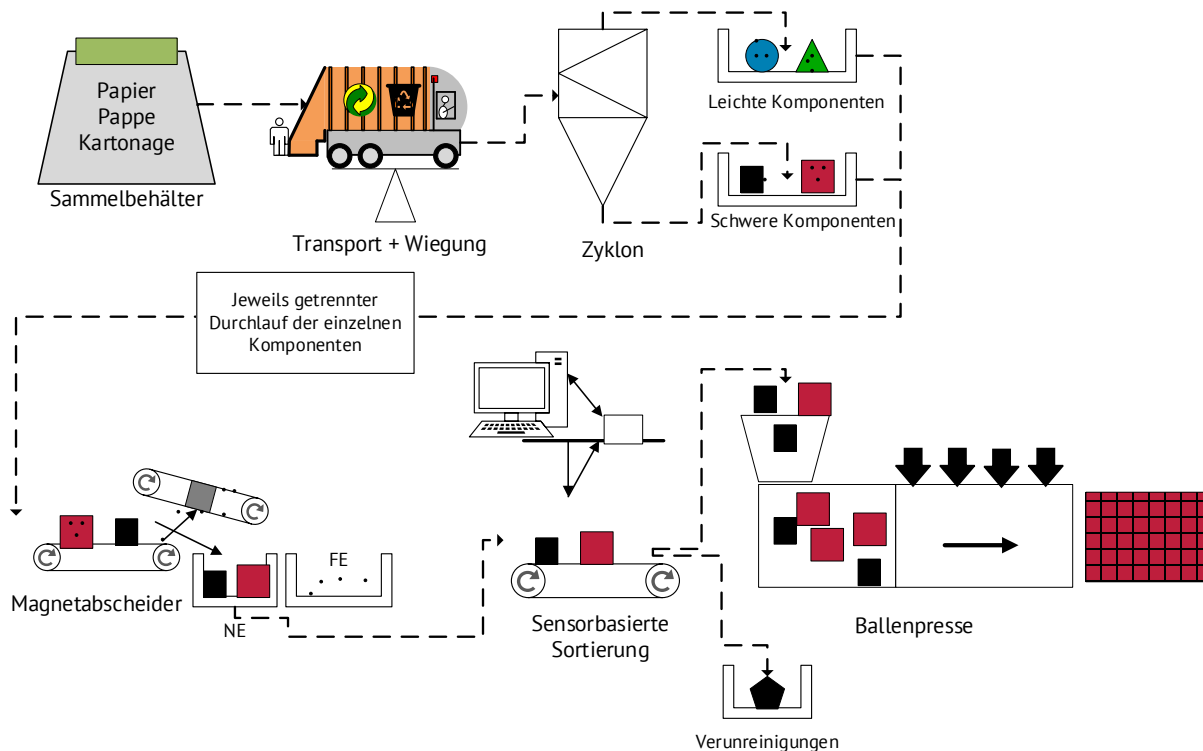 Papier
Pappe
Kartonage
Sammelbehälter
Transport + Wiegung
Zyklon
Leichte Komponenten
Schwere Komponenten
Jeweils getrennter
Durchlauf der einzelnen
Komponenten
Magnetabscheider
NE
FE
Sensorbasierte
Sortierung
Ballenpresse
Verunreinigungen